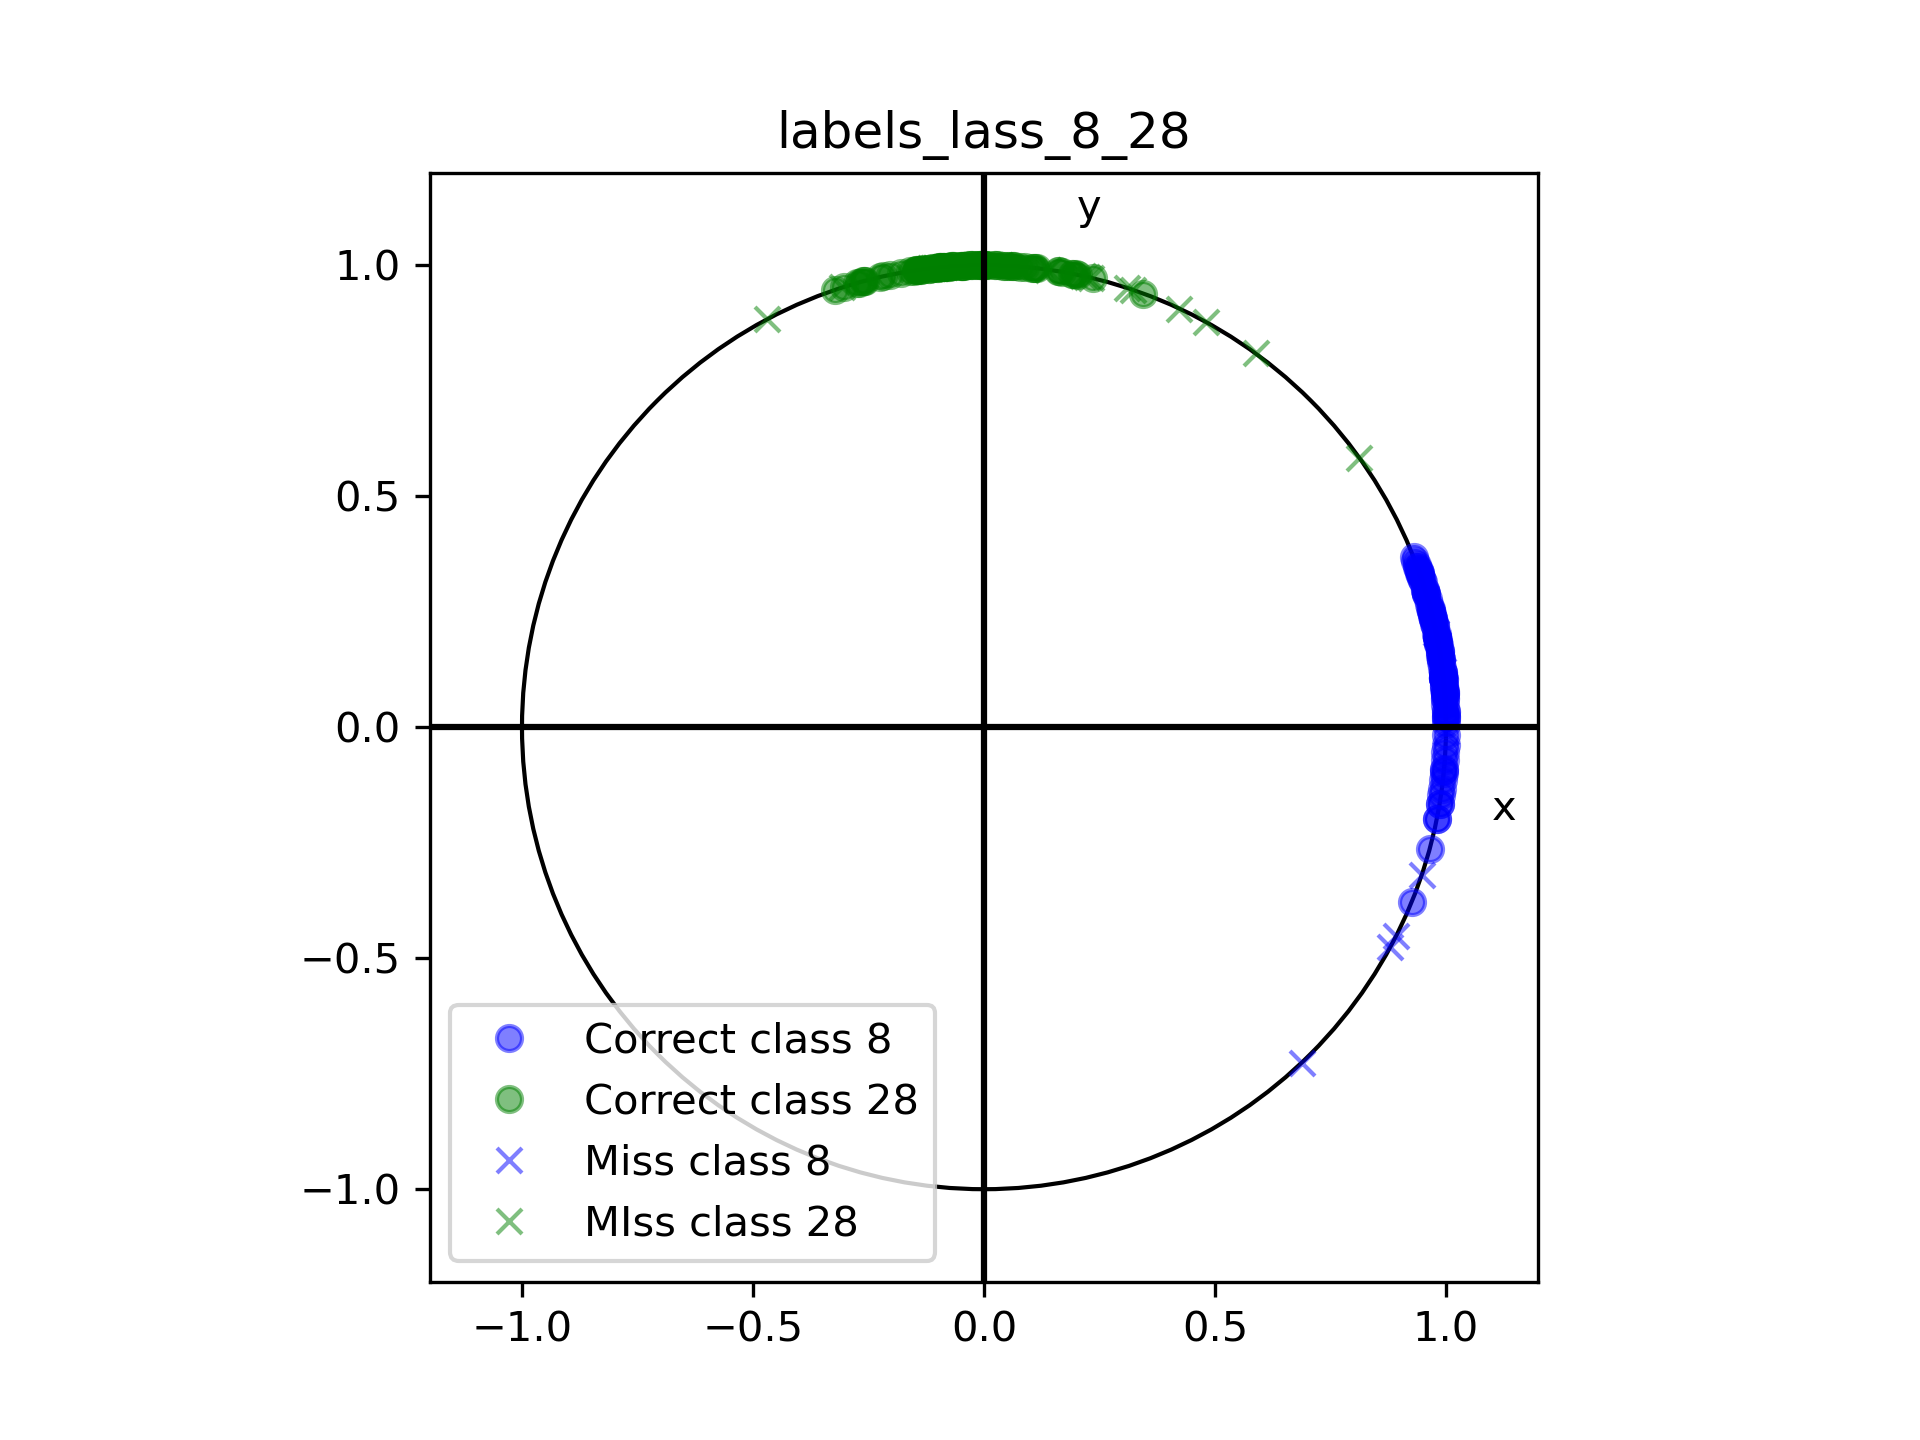 labels_lass_8_28
y
1.0
0.5
0.0
−0.5
−1.0
x
Correct class 8
Correct class 28
Miss class 8
MIss class 28
−1.0 −0.5 0.0 0.5 1.0